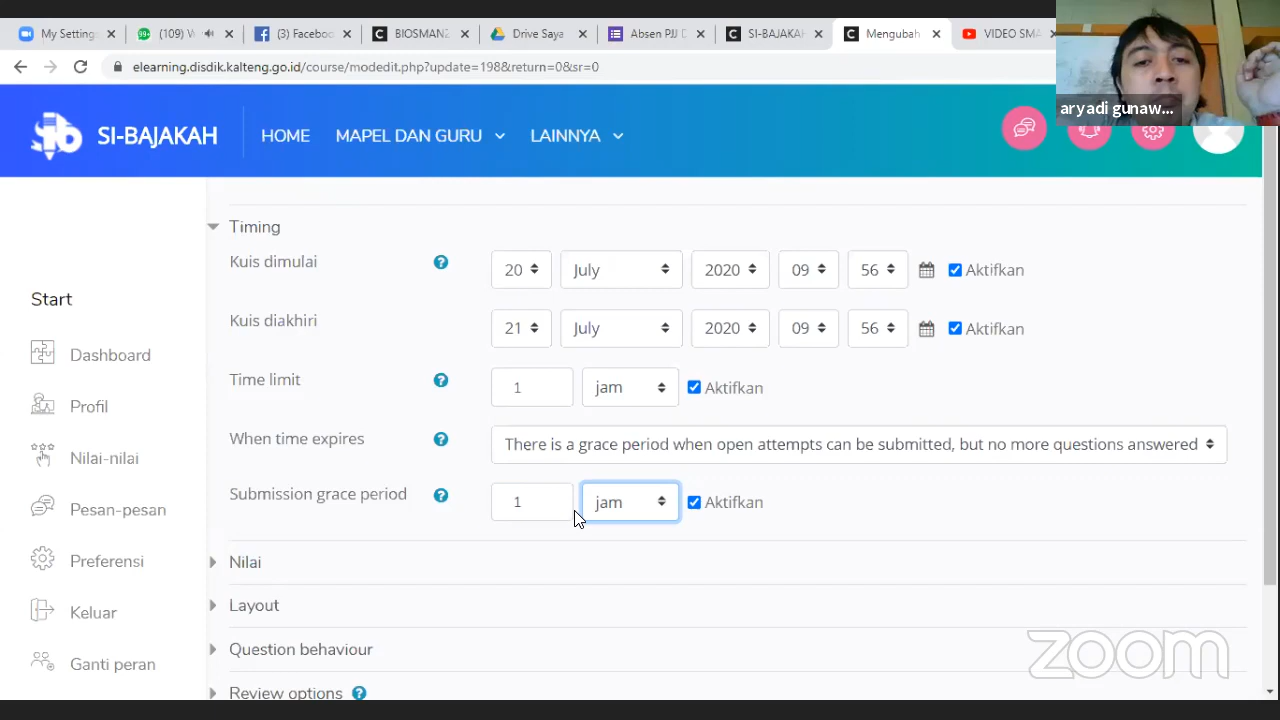 My Setting
(109) W
(3) Faceboo
BIOSMAN
Drive Saya
Absen PJJ D
SI-BAJAKAH
Mengubah
VIDEO SMA
elearning.disdik.kalteng.go.id/course/modedit.php?update=198&return=0&sr=0
aryadi gunaw...
SI-BAJAKAH HOME MAPEL DAN GURU LAINNYA
Timing
Kuis dimulai ? 20 July 2020 09 56 Aktifkan
Kuis diakhiri 21 July 2020 09 56 Aktifkan
Time limit ? 1 jam Aktifkan
When time expires ? There is a grace period when open attempts can be submitted, but no more questions answered
Submission grace period ? 1 jam Aktifkan
Nilai
Layout
Question behaviour
Review options ?
Start
Dashboard
Profil
Nilai-nilai
Pesan-pesan
Preferensi
Keluar
Ganti peran
zoom